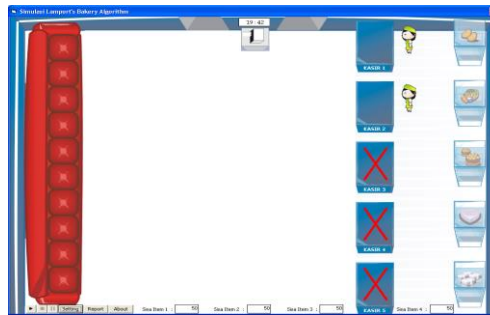 Simulasi Lamport's Bakery Algorithm
19 : 42
1
KASIR 1
KASIR 2
KASIR 3
KASIR 4
KASIR 5
Setting Report About Sisa Item 1 : 50 Sisa Item 2 : 50 Sisa Item 3 : 50 Sisa Item 4 : 50